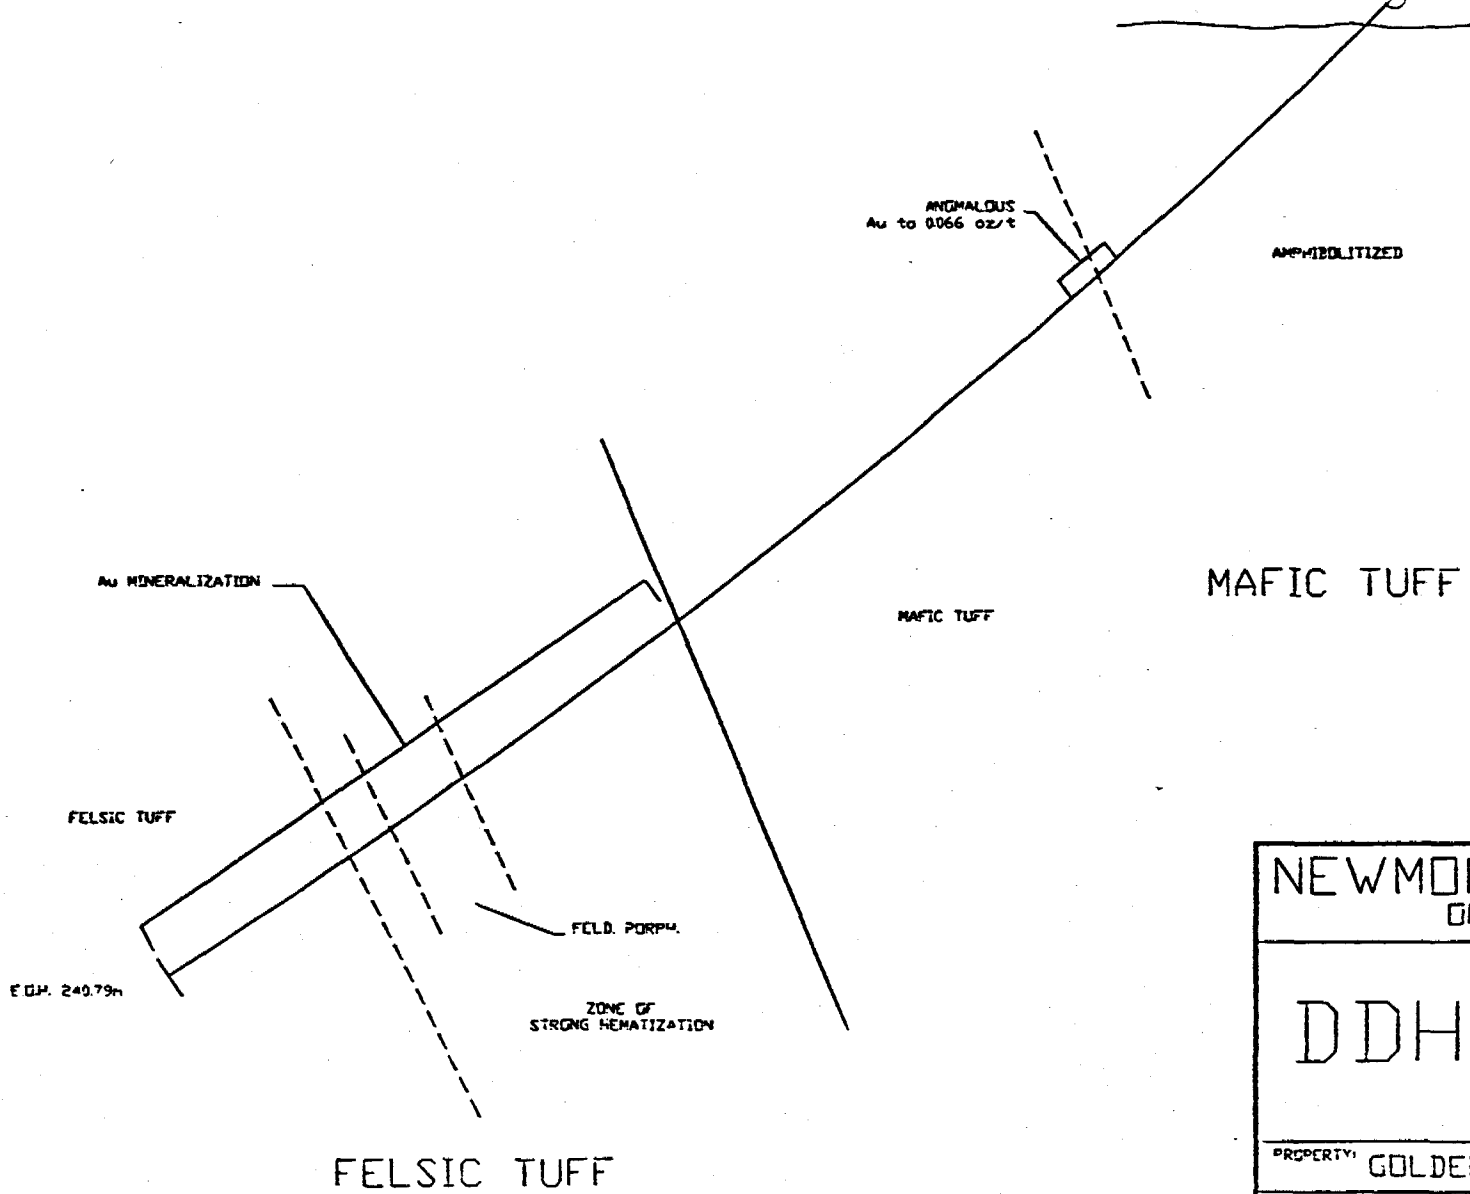 ANOMALOUS
Au to 0.066 oz/t
AMPHIBOLITIZED
Au MINERALIZATION
MAFIC TUFF
MAFIC TUFF
FELSIC TUFF
FELD. PORPH.
E.O.H. 240.79m
ZONE OF
STRONG HEMATIZATION
FELSIC TUFF
NEWMO
DDH
PROPERTY: GOLDE